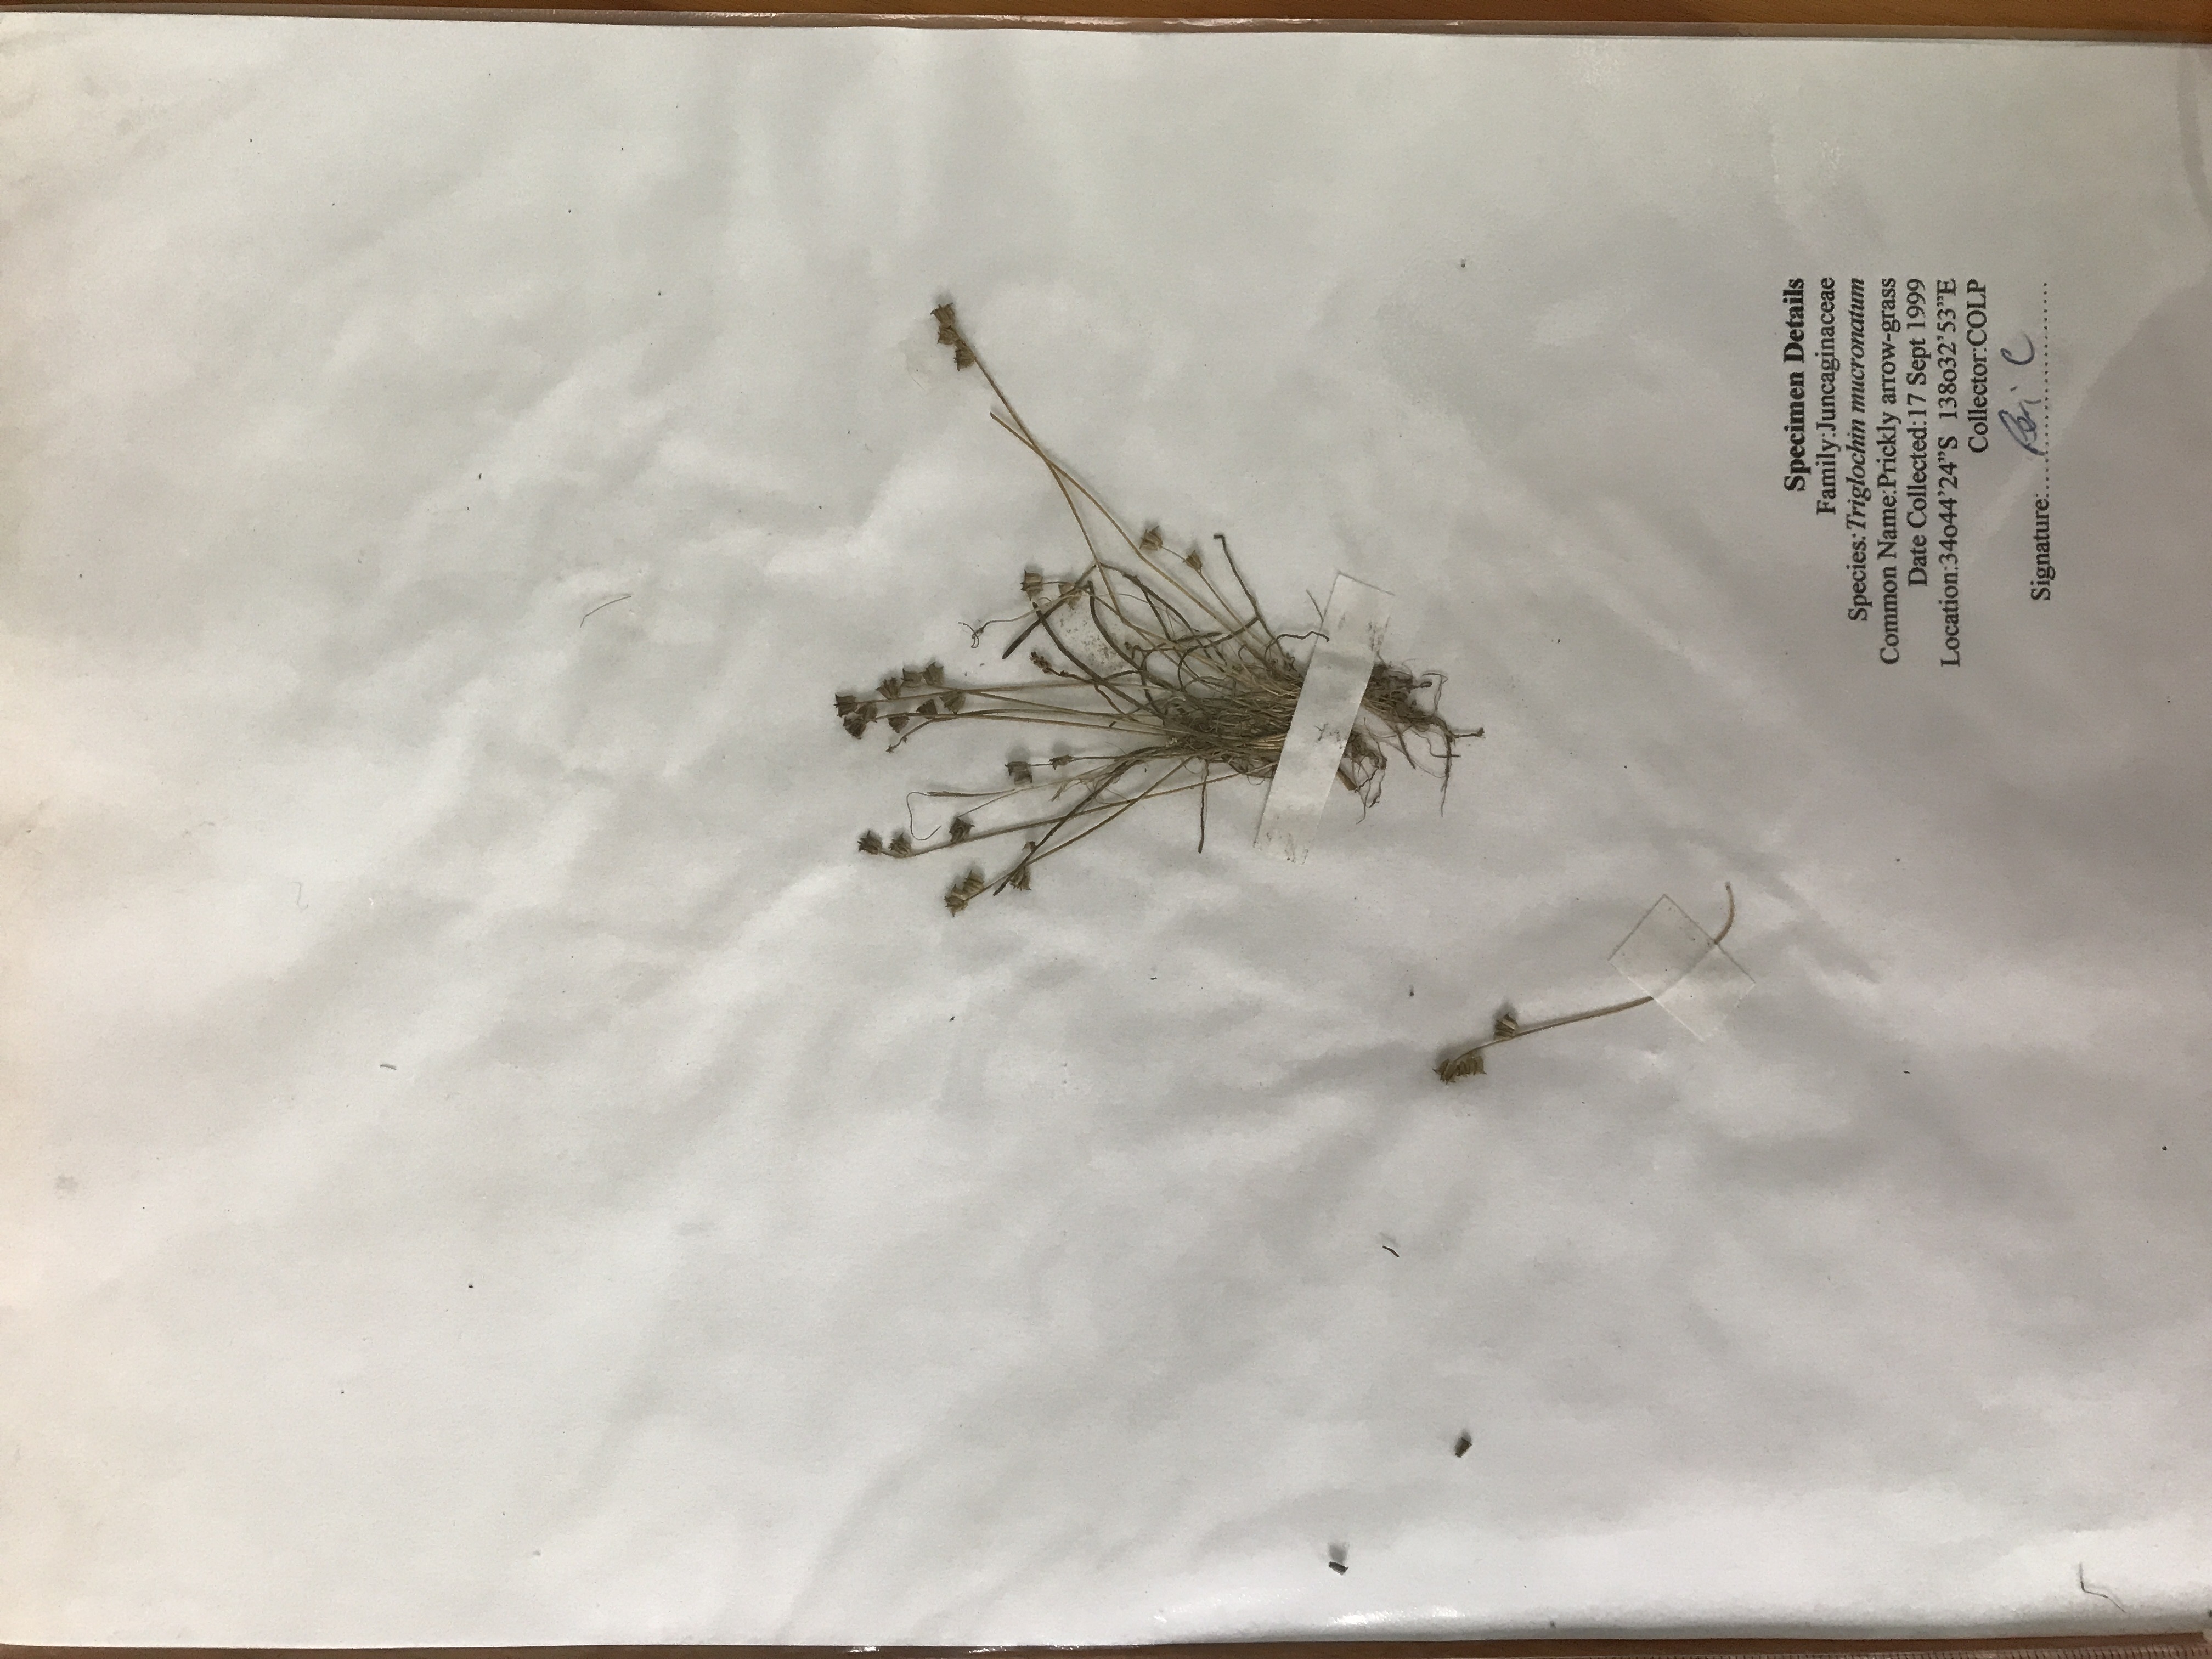 Specimen Details
Family:Juncaginaceae
Species:Triglochin mucronatum
Common Name:Prickly arrow-grass
Date Collected:17 Sept 1999
Location:34o44’24”S 138o32’53”E
Collector:COLP
Signature: